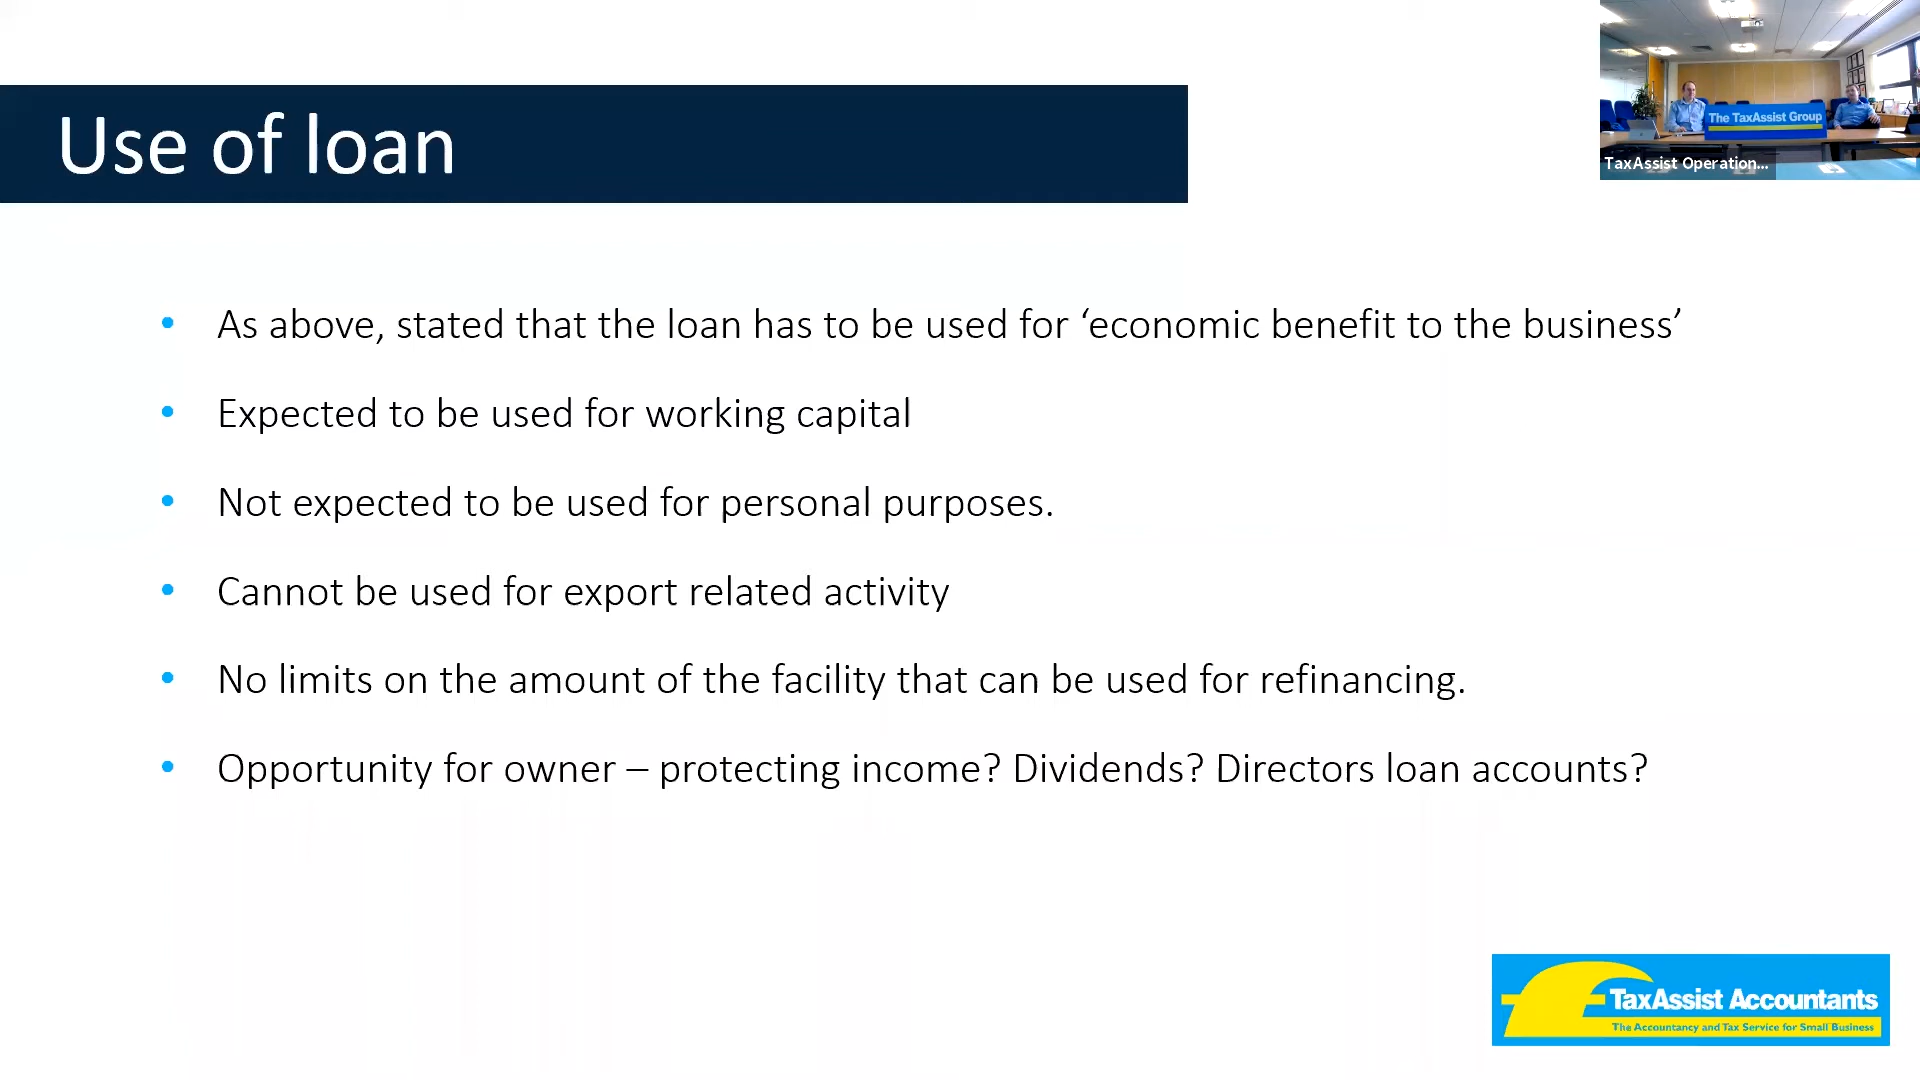 Use of loan
The TaxAssist Group
TaxAssist Operation...
• As above, stated that the loan has to be used for ‘economic benefit to the business’
• Expected to be used for working capital
• Not expected to be used for personal purposes.
• Cannot be used for export related activity
• No limits on the amount of the facility that can be used for refinancing.
• Opportunity for owner – protecting income? Dividends? Directors loan accounts?
TaxAssist Accountants
The Accountancy and Tax Service for Small Business